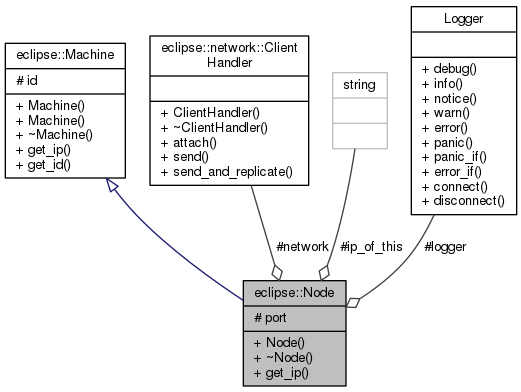 eclipse::Machine
# id
+ Machine()
+ Machine()
+ ~Machine()
+ get_ip()
+ get_id()
eclipse::network::Client
Handler
+ ClientHandler()
+ ~ClientHandler()
+ attach()
+ send()
+ send_and_replicate()
string
Logger
+ debug()
+ info()
+ notice()
+ warn()
+ error()
+ panic()
+ panic_if()
+ error_if()
+ connect()
+ disconnect()
#network
#ip_of_this
#logger
eclipse::Node
# port
+ Node()
+ ~Node()
+ get_ip()